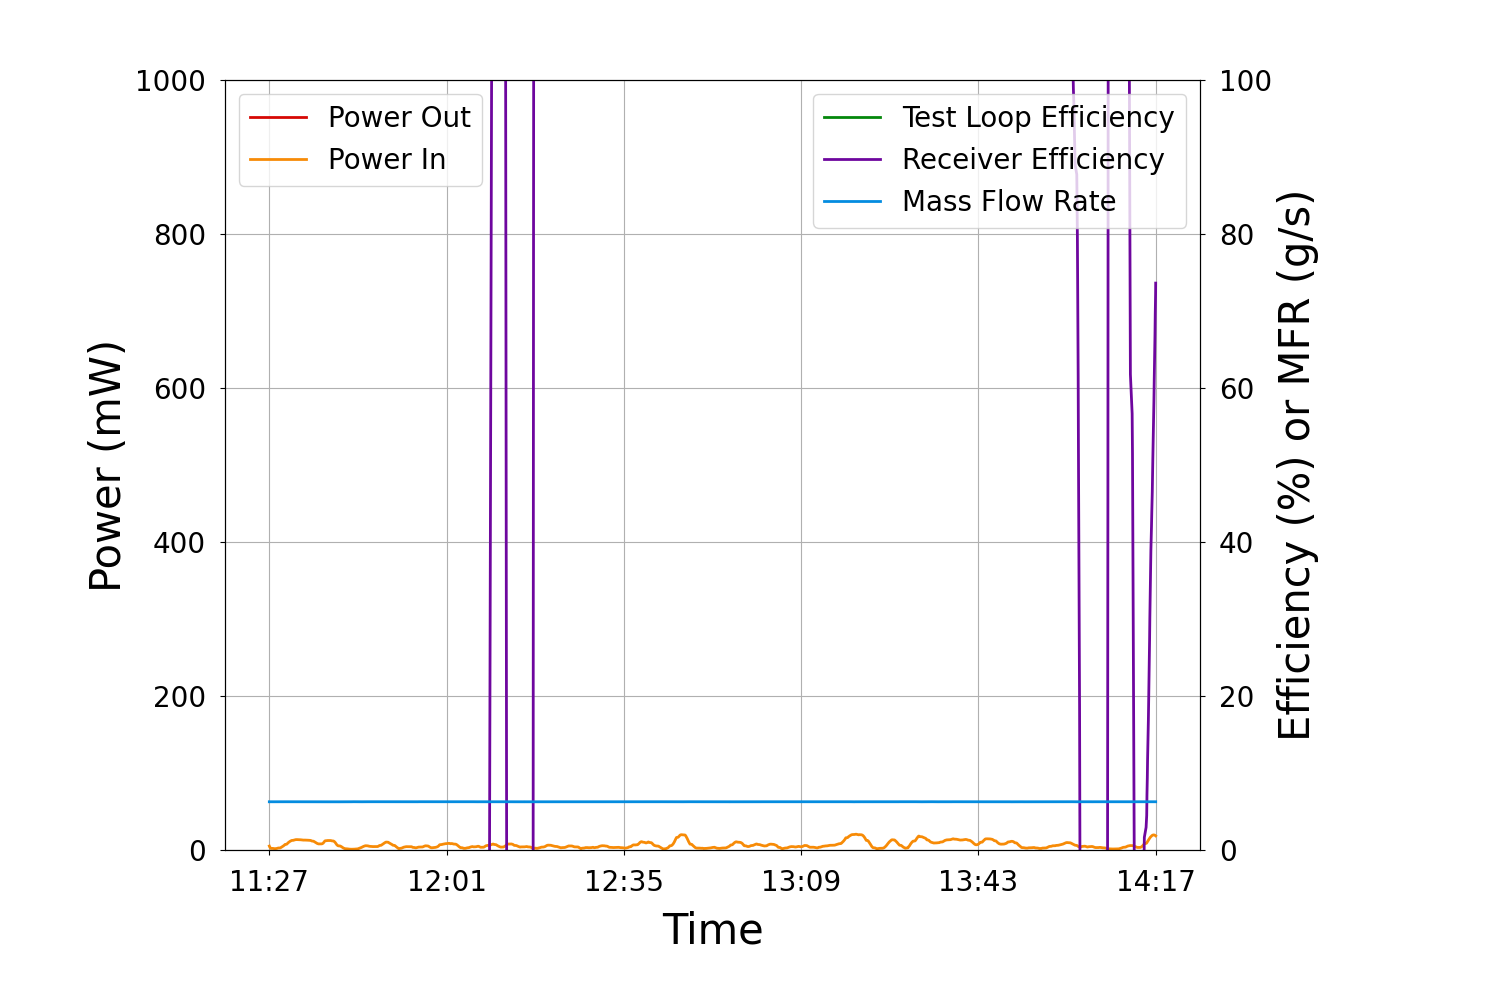 1000
800
600
400
200
0
Power (mW)
Power Out
Power In
Test Loop Efficiency
Receiver Efficiency
Mass Flow Rate
100
80
60
40
20
0
Efficiency (%) or MFR (g/s)
11:27 12:01 12:35 13:09 13:43 14:17
Time